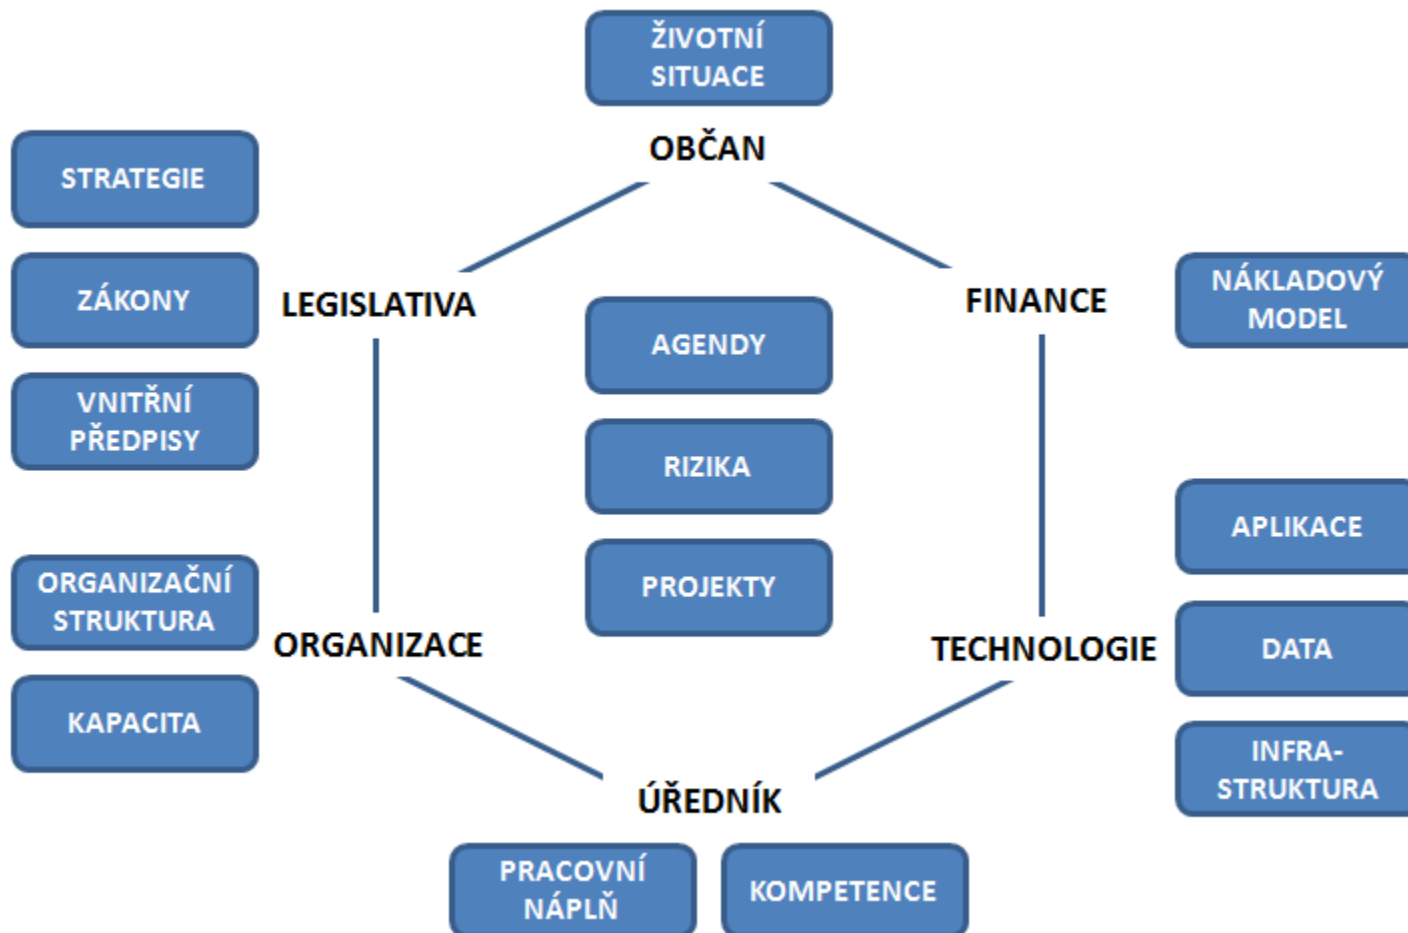 ŽIVOTNÍ
SITUACE
OBČAN
STRATEGIE
ZÁKONY
VNITŘNÍ
PŘEDPISY
LEGISLATIVA
FINANCE
NÁKLADOVÝ
MODEL
AGENDY
RIZIKA
PROJEKTY
ORGANIZAČNÍ
STRUKTURA
KAPACITA
ORGANIZACE
TECHNOLOGIE
APLIKACE
DATA
INFRA-
STRUKTURA
ÚŘEDNÍK
PRACOVNÍ
NÁPLŇ
KOMPETENCE